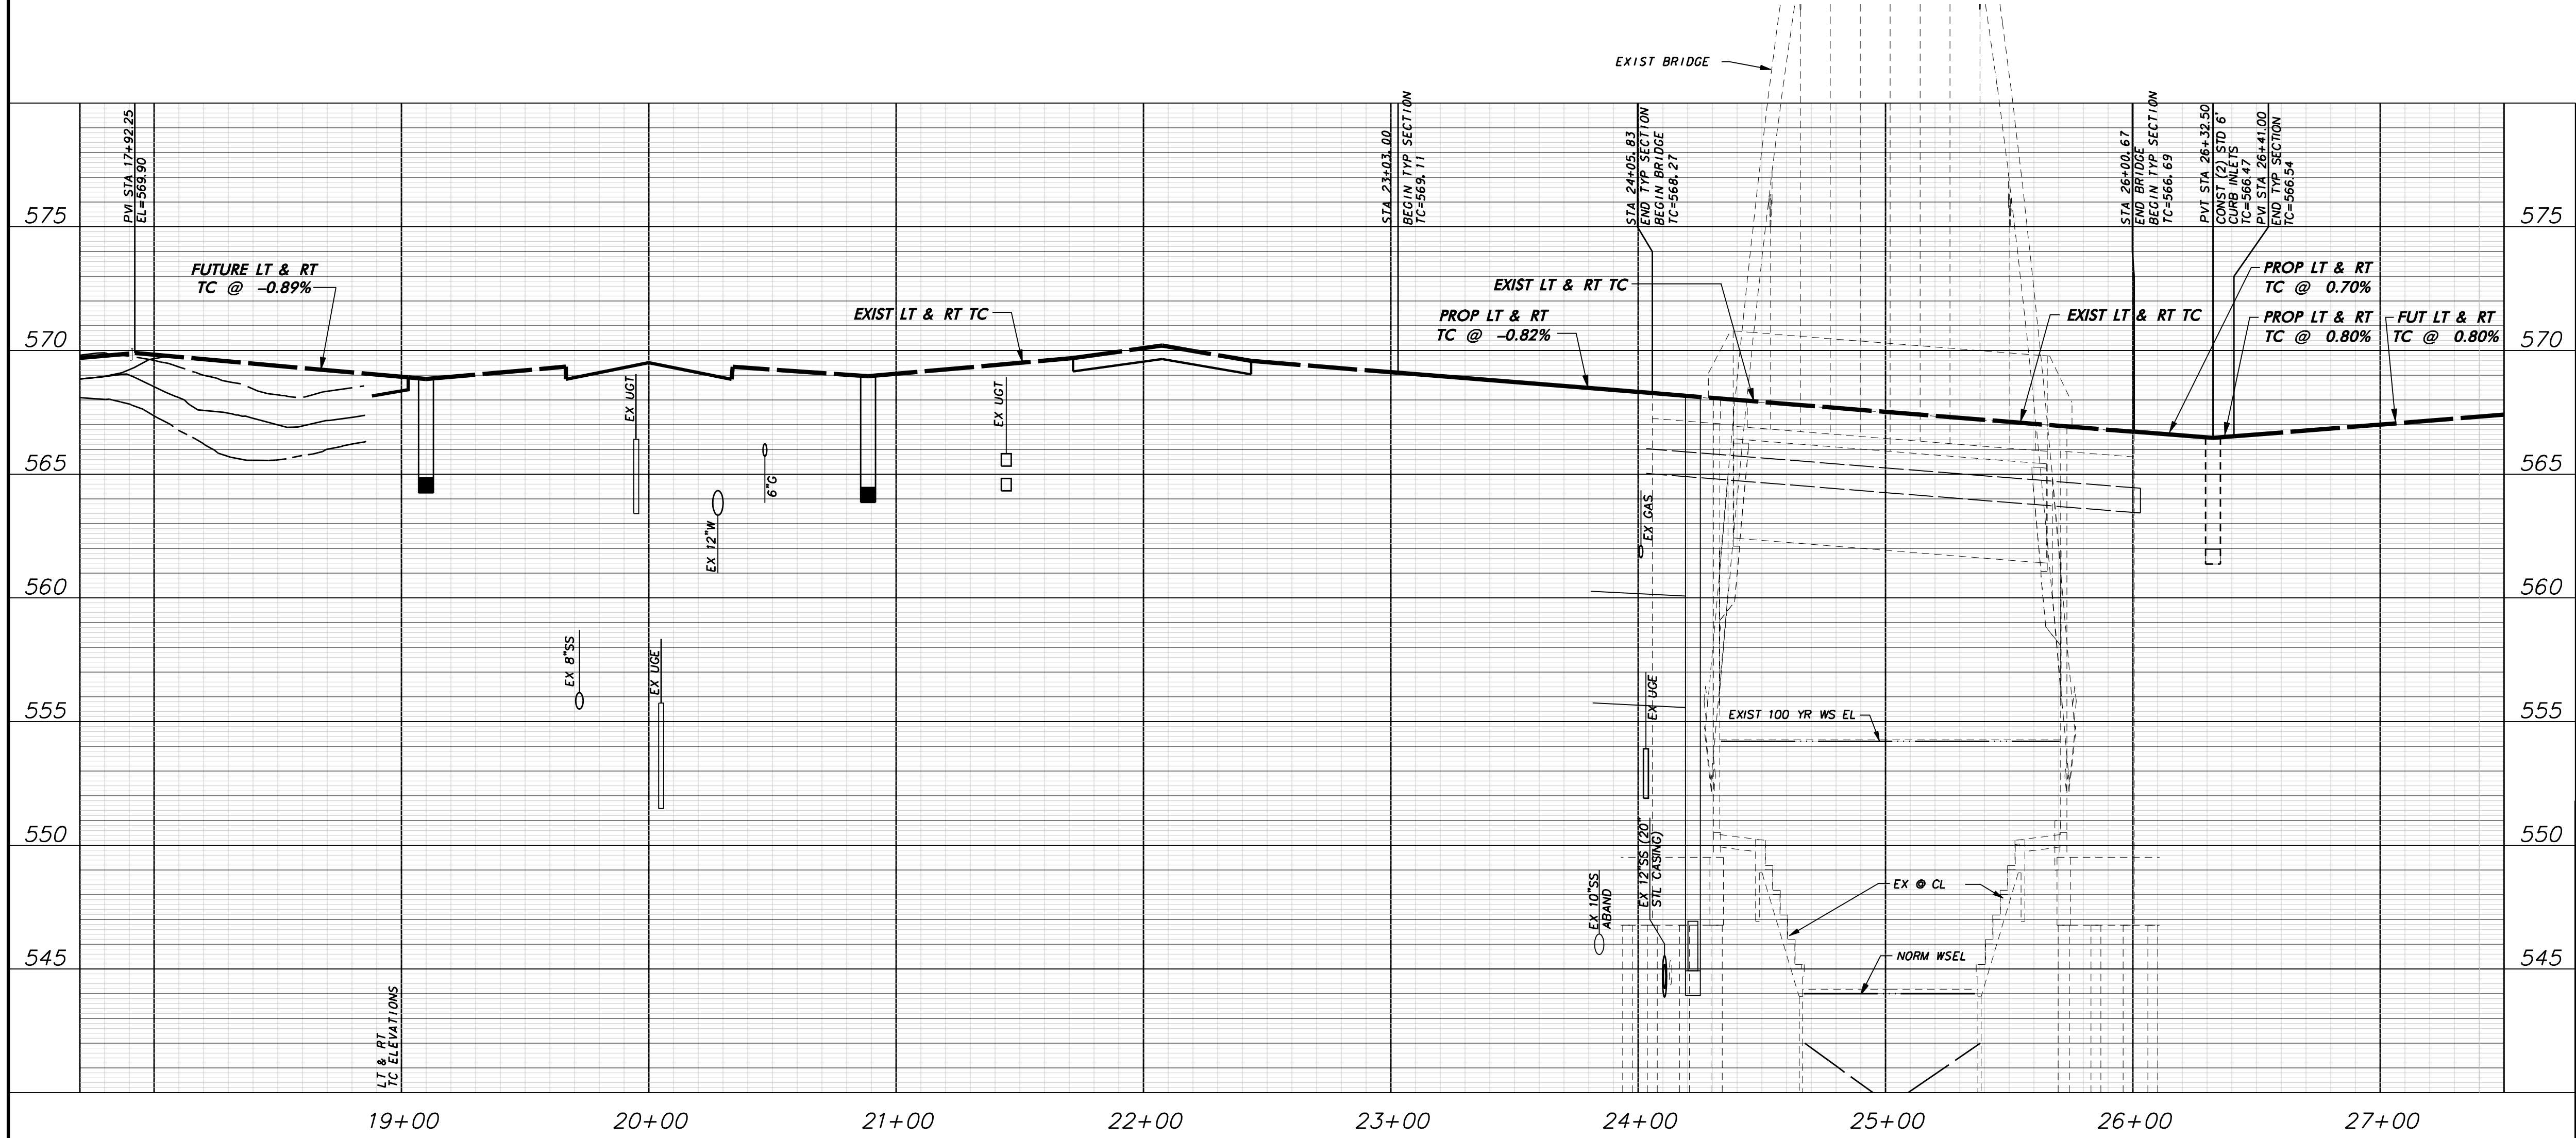 EXIST BRIDGE
PVI STA 17+92.25
EL=569.90
STA 23+03.00
BEGIN TYP SECTION
TC=569.11
STA 24+05.83
END TYP SECTION
BEGIN BRIDGE
TC=568.27
STA 26+00.67
END BRIDGE
BEGIN TYP SECTION
TC=566.69
PVT STA 26+32.50
CONST (2) STD 6'
CURB INLETS
TC=566.47
PVI STA 26+41.00
END TYP SECTION
TC=566.54
575
575
FUTURE LT & RT
TC @ -0.89%
EXIST LT & RT TC
PROP LT & RT
TC @ -0.82%
EXIST LT & RT TC
EXIST LT & RT TC
PROP LT & RT
TC @ 0.70%
PROP LT & RT
TC @ 0.80%
FUT LT & RT
TC @ 0.80%
570
570
EX UGT
EX UGT
565
565
6"G
EX 12"W
EX GAS
560
560
EX 8"SS
EX UGE
EX UGE
555
555
EXIST 100 YR WS EL
550
550
EX 10"SS
ABAND
EX 12"SS (20"
STL CASING)
EX @ CL
NORM WSEL
545
545
LT & RT
TC ELEVATIONS
19+00
20+00
21+00
22+00
23+00
24+00
25+00
26+00
27+00